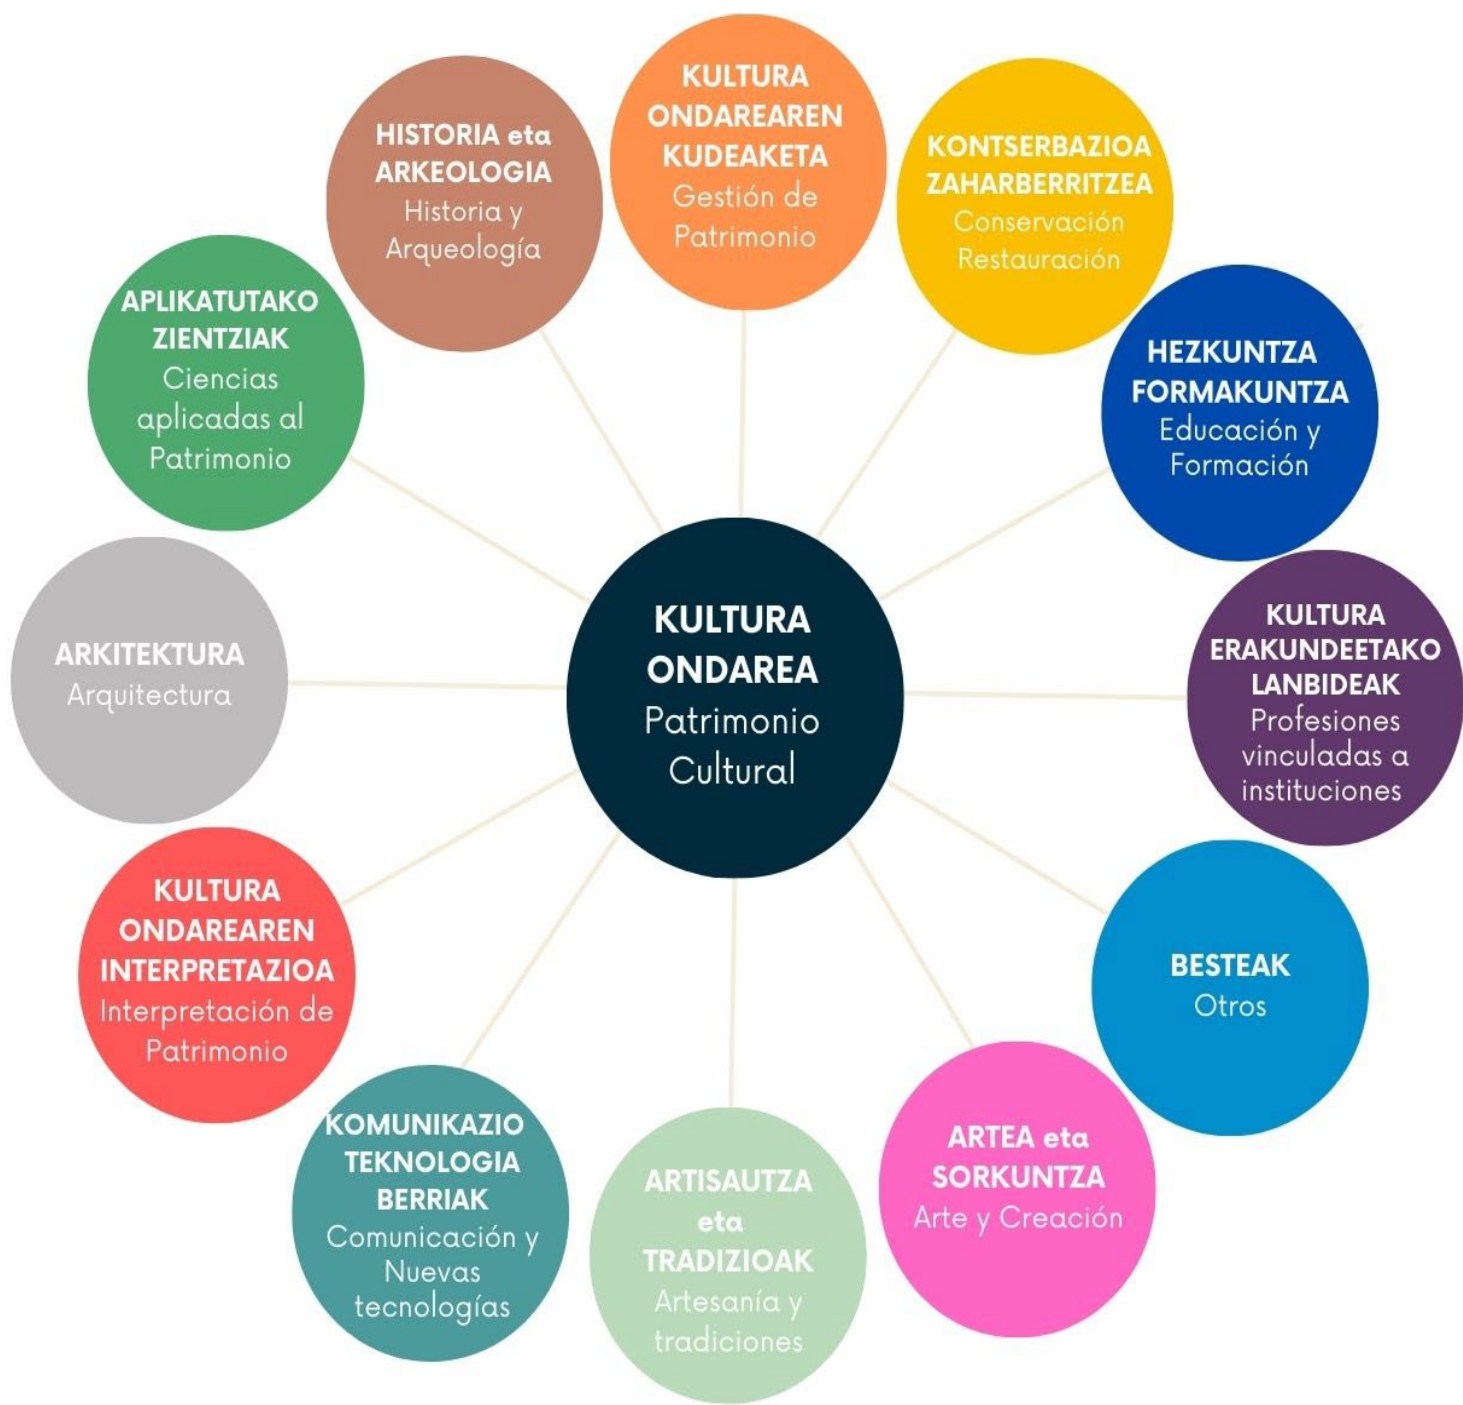 KULTURA
ONDAREAREN
KUDEAKETA
Gestión de
Patrimonio
KONTSERBAZIOA
ZAHARBERRITZEA
Conservación
Restauración
HEZKUNTZA
FORMAKUNTZA
Educación y
Formación
KULTURA
ERAKUNDEETAKO
LANBIDEAK
Profesiones
vinculadas a
instituciones
BESTEAK
Otros
ARTEA eta
SORKUNTZA
Arte y Creación
ARTISAUTZA
eta
TRADIZIOAK
Artesanía y
tradiciones
KOMUNIKAZIO
TEKNOLOGIA
BERRIAK
Comunicación y
Nuevas
tecnologías
KULTURA
ONDAREAREN
INTERPRETAZIOA
Interpretación de
Patrimonio
ARKITEKTURA
Arquitectura
APLIKATUTAKO
ZIENTZIAK
Ciencias
aplicadas al
Patrimonio
HISTORIA eta
ARKEOLOGIA
Historia y
Arqueología
KULTURA
ONDAREA
Patrimonio
Cultural